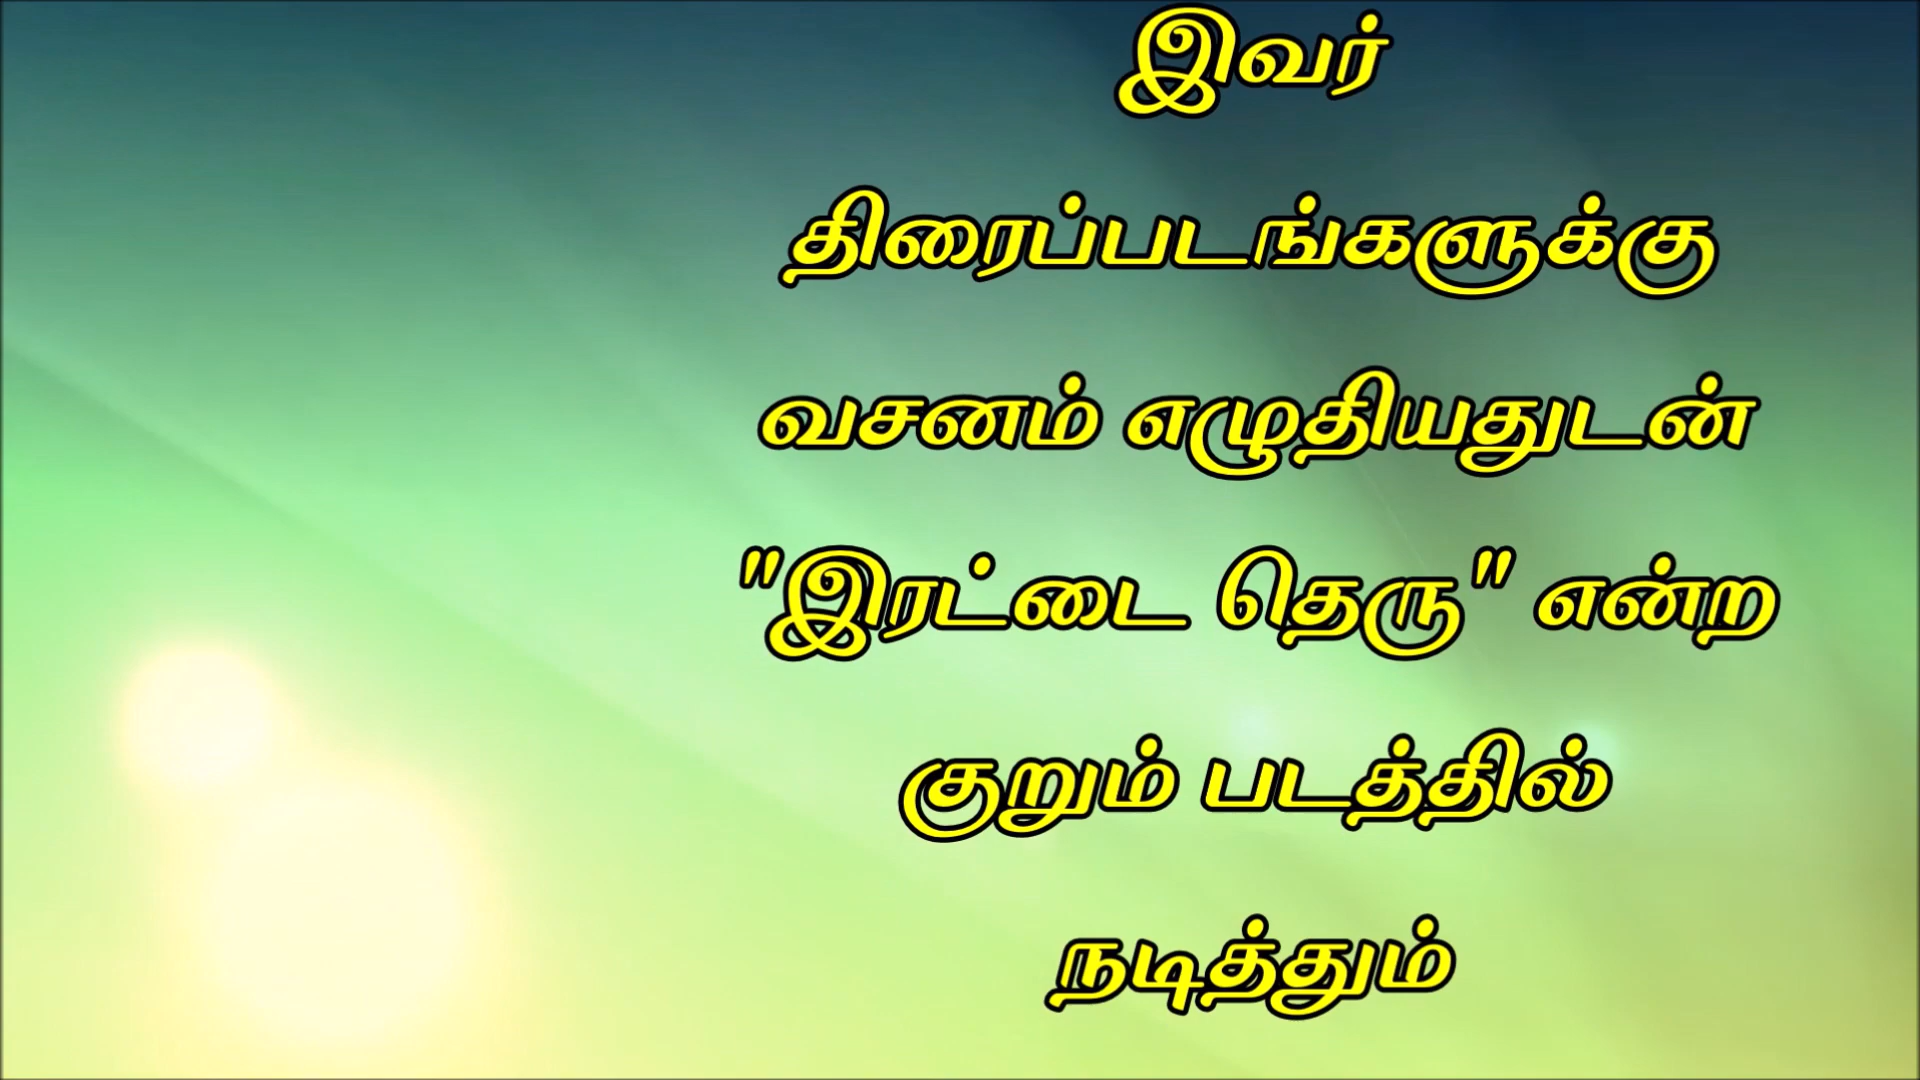 இவர்
திரைப்படங்களுக்கு
வசனம் எழுதியதுடன்
"இரட்டை தெரு" என்ற
குறும் படத்தில்
நடித்தும்